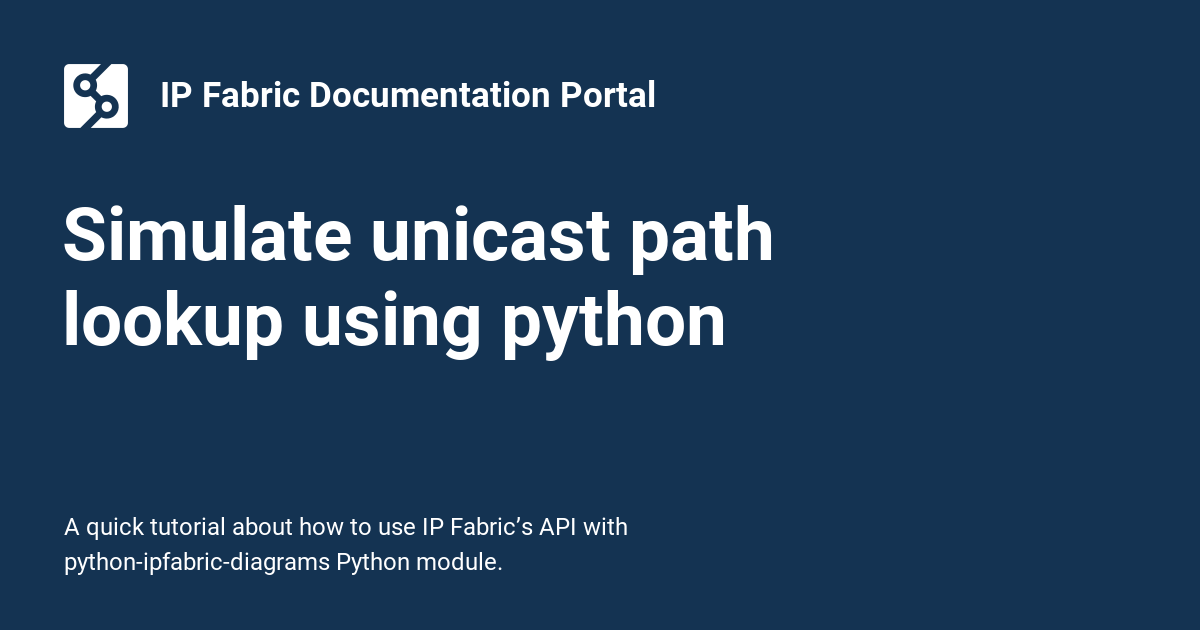 IP Fabric Documentation Portal
Simulate unicast path
lookup using python
A quick tutorial about how to use IP Fabric’s API with
python-ipfabric-diagrams Python module.